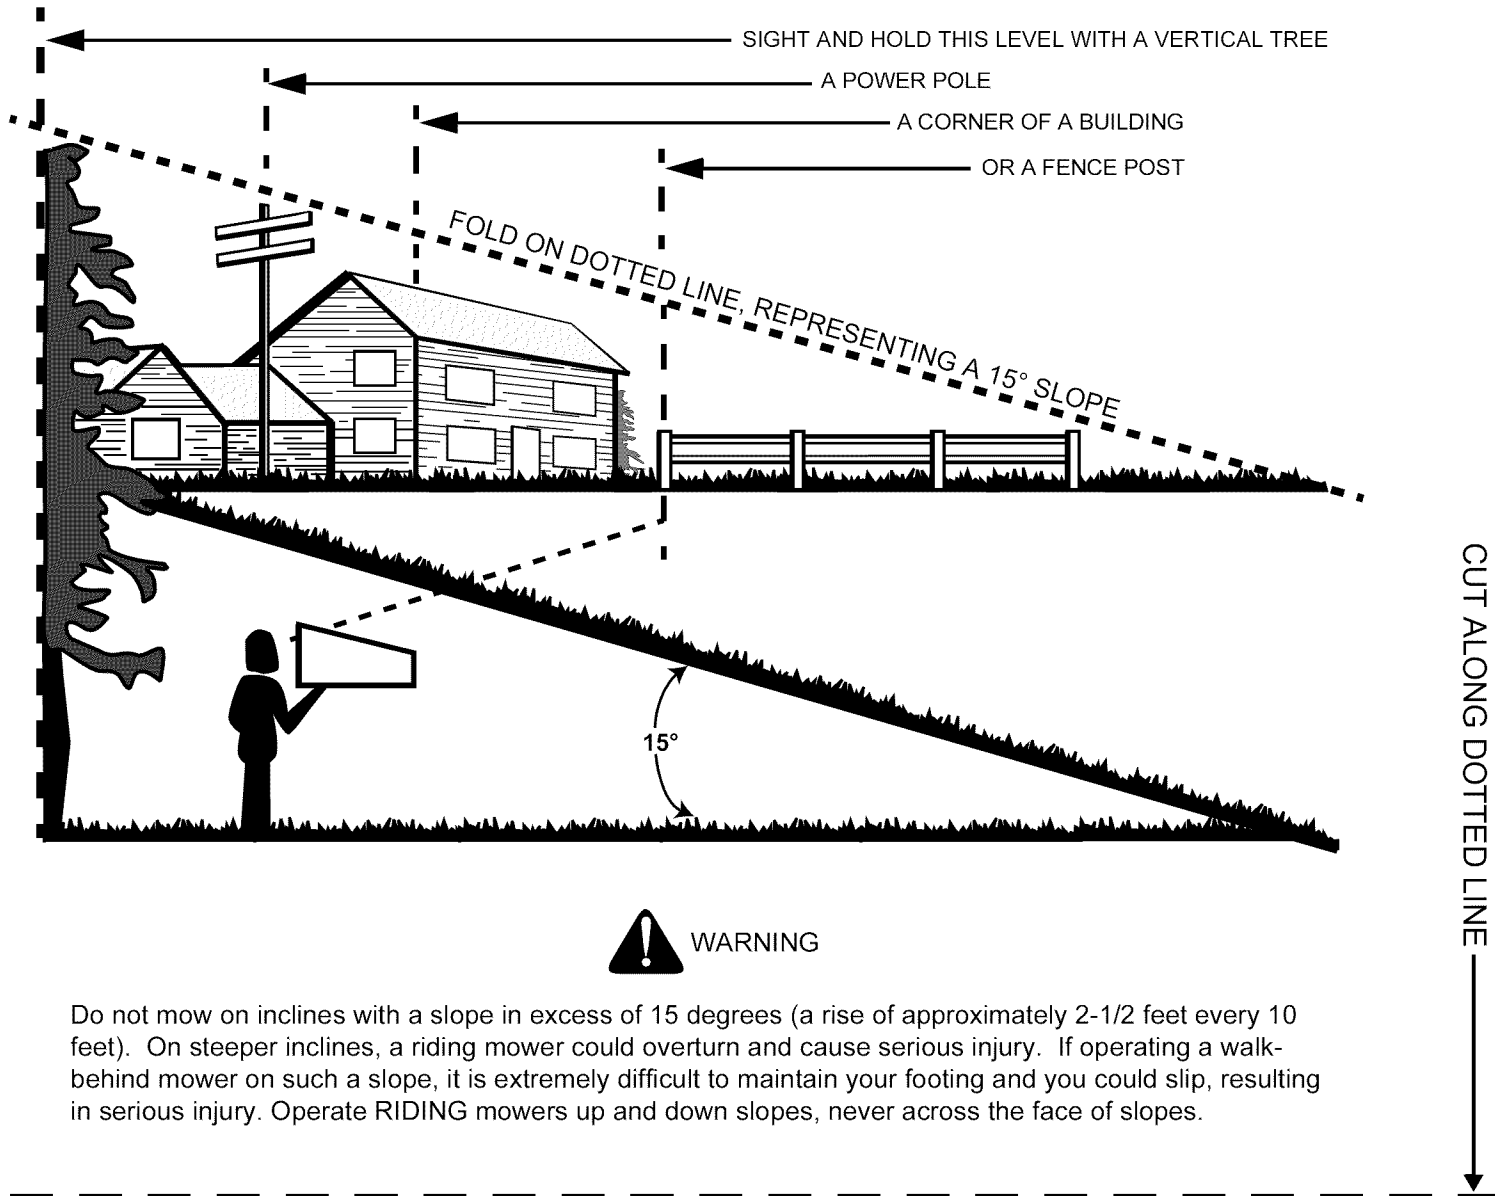 SIGHT AND HOLD THIS LEVEL WITH A VERTICAL TREE
A POWER POLE
A CORNER OF A BUILDING
OR A FENCE POST
FOLD ON DOTTED LINE, REPRESENTING A 15° SLOPE
15°
CUT ALONG DOTTED LINE
WARNING
Do not mow on inclines with a slope in excess of 15 degrees (a rise of approximately 2-1/2 feet every 10
feet).  On steeper inclines, a riding mower could overturn and cause serious injury.  If operating a walk-
behind mower on such a slope, it is extremely difficult to maintain your footing and you could slip, resulting
in serious injury. Operate RIDING mowers up and down slopes, never across the face of slopes.